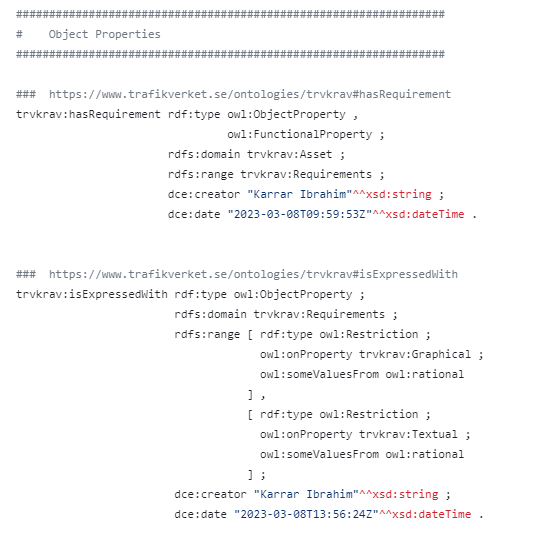 #################################################################
#    Object Properties
#################################################################
###  https://www.trafikverket.se/ontologies/trvkrav#hasRequirement
trvkrav:hasRequirement rdf:type owl:ObjectProperty ,
                                owl:FunctionalProperty ;
                       rdfs:domain trvkrav:Asset ;
                       rdfs:range trvkrav:Requirements ;
                       dce:creator "Karrar Ibrahim"^^xsd:string ;
                       dce:date "2023-03-08T09:59:53Z"^^xsd:dateTime .
###  https://www.trafikverket.se/ontologies/trvkrav#isExpressedWith
trvkrav:isExpressedWith rdf:type owl:ObjectProperty ;
                        rdfs:domain trvkrav:Requirements ;
                        rdfs:range [ rdf:type owl:Restriction ;
                                     owl:onProperty trvkrav:Graphical ;
                                     owl:someValuesFrom owl:rational
                                   ] ,
                                   [ rdf:type owl:Restriction ;
                                     owl:onProperty trvkrav:Textual ;
                                     owl:someValuesFrom owl:rational
                                   ] ;
                        dce:creator "Karrar Ibrahim"^^xsd:string ;
                        dce:date "2023-03-08T13:56:24Z"^^xsd:dateTime .